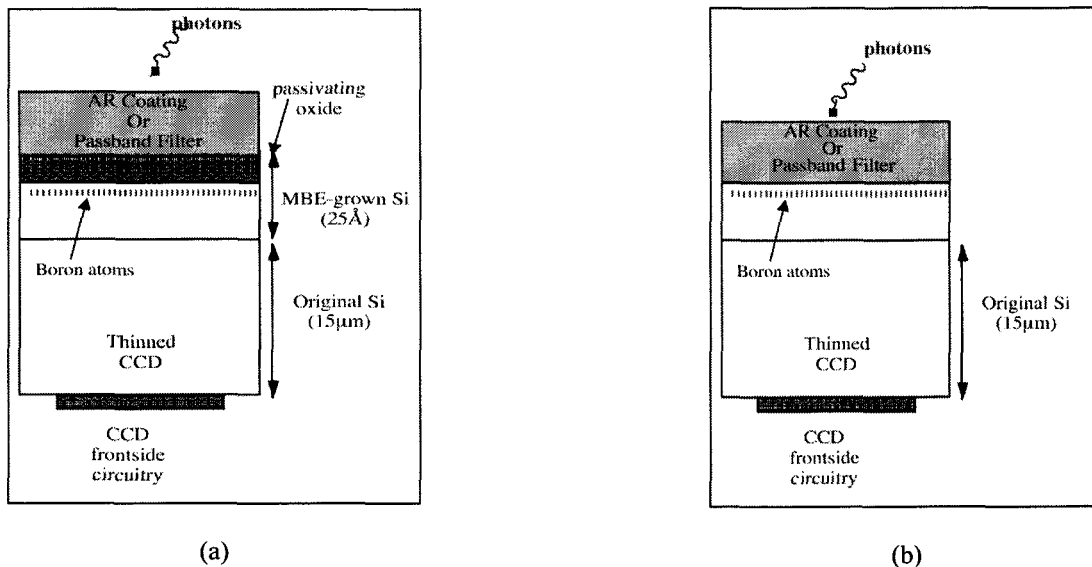 photons
passivating
oxide
AR Coating
Or
Passband Filter
MBE-grown Si
(25Å)
Boron atoms
Original Si
(15µm)
Thinned
CCD
CCD
frontside
circuitry
(a)
photons
AR Coating
Or
Passband Filter
Boron atoms
Original Si
(15µm)
Thinned
CCD
CCD
frontside
circuitry
(b)